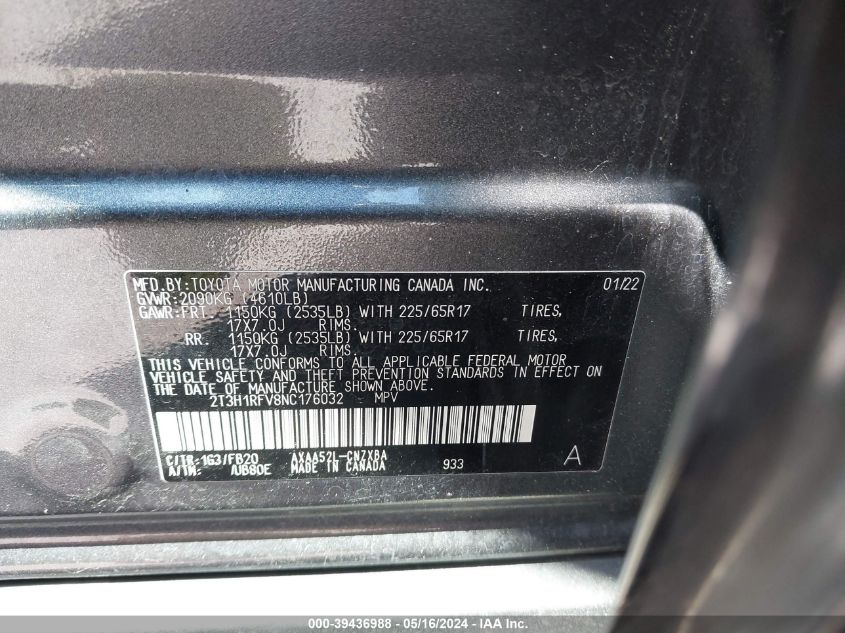 MFD.BY:TOYOTA MOTOR MANUFACTURING CANADA INC. 01/22
GVWR:2090KG (4610LB)
GAWR:FRT. 1150KG (2535LB) WITH 225/65R17 TIRES,
17X7.0J RIMS.
RR. 1150KG (2535LB) WITH 225/65R17 TIRES,
17X7.0J RIMS.
THIS VEHICLE CONFORMS TO ALL APPLICABLE FEDERAL MOTOR
VEHICLE SAFETY AND THEFT PREVENTION STANDARDS IN EFFECT ON
THE DATE OF MANUFACTURE SHOWN ABOVE.
2T3H1RFV8NC176032 MPV
C/TR:1G3/FB20 AXAA52L-CNZXBA
A/TM: /UB80E MADE IN CANADA 933 A
000-39436988 - 05/16/2024 - IAAI.com